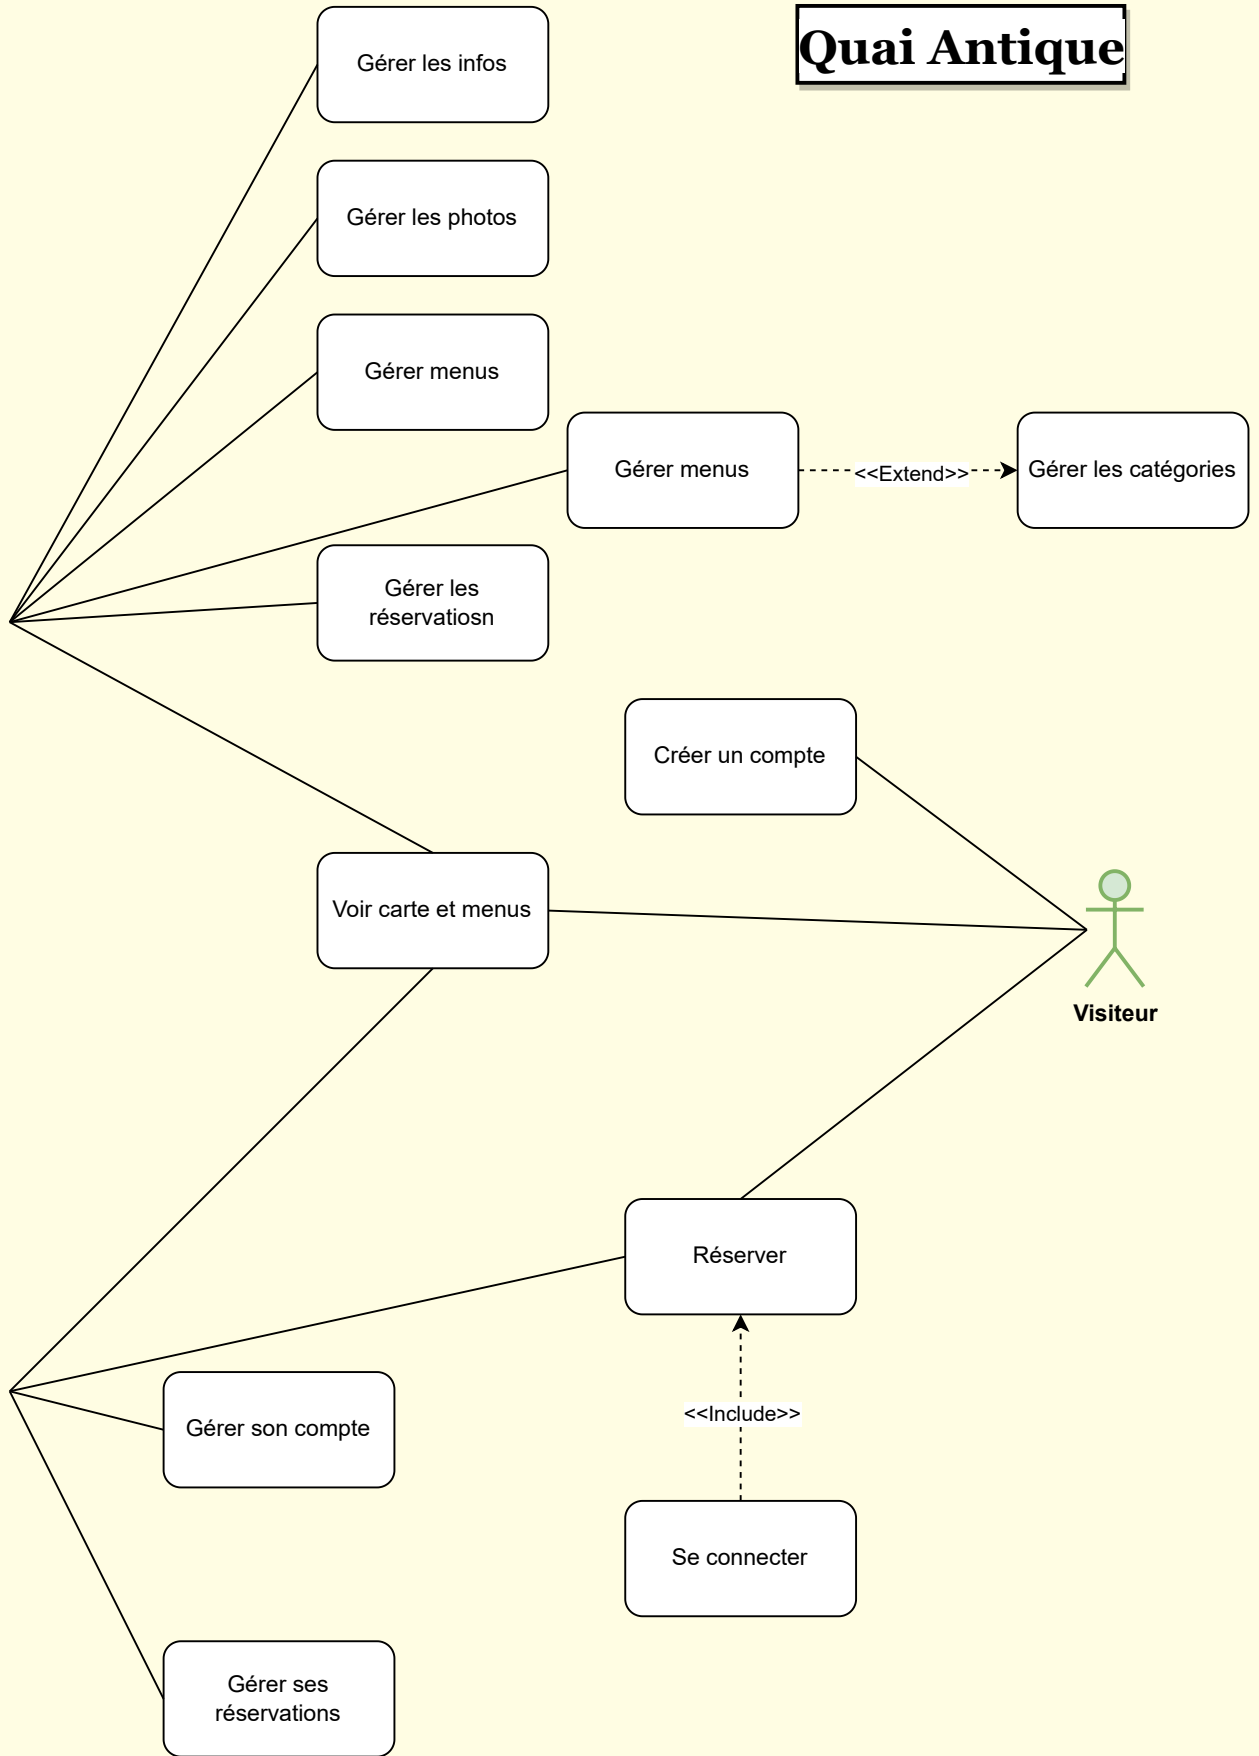 Quai Antique
Gérer les infos
Gérer les photos
Gérer menus
Gérer menus
<<Extend>>
Gérer les catégories
Gérer les
réservatiosn
Créer un compte
Voir carte et menus
Visiteur
Réserver
<<Include>>
Gérer son compte
Se connecter
Gérer ses
réservations